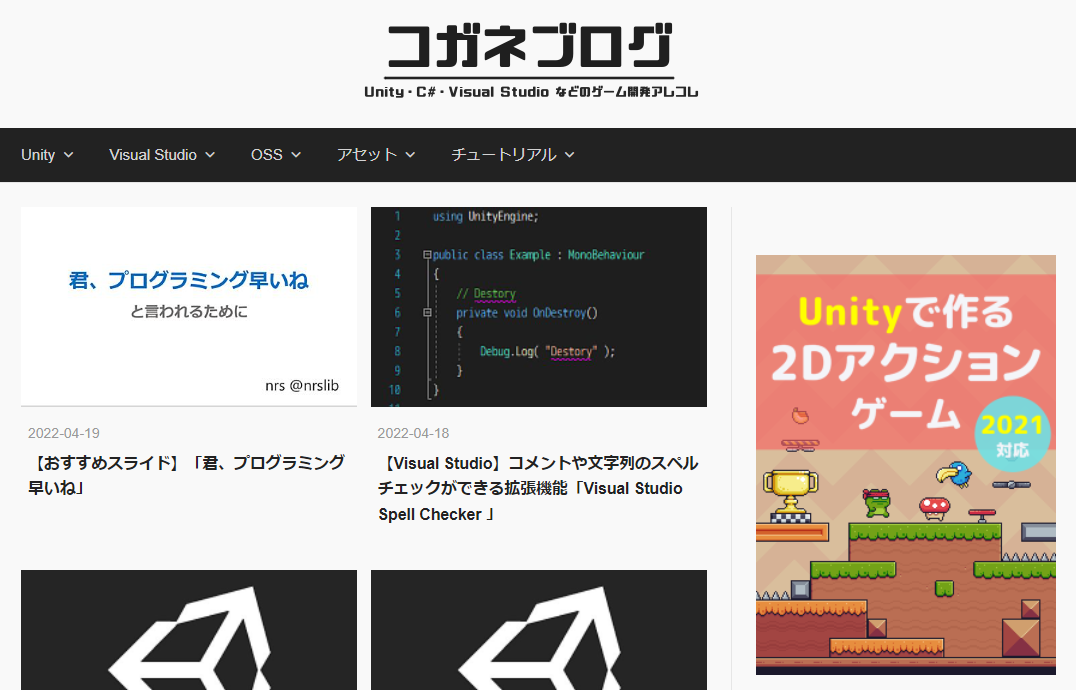 コガネブログ
Unity・C#・Visual Studio などのゲーム開発アレコレ
Unity
Visual Studio
OSS
アセット
チュートリアル
君、プログラミング早いね
と言われるために
nrs @nrslib
2022-04-19
【おすすめスライド】「君、プログラミング
早いね」
1 using UnityEngine;
2
3 public class Example : MonoBehaviour
4 {
5 // Destory
6 private void OnDestroy()
7 {
8 Debug.Log( "Destory" );
9 }
10 }
2022-04-18
【Visual Studio】コメントや文字列のスペル
チェックができる拡張機能「Visual Studio
Spell Checker 」
Unityで作る
2Dアクション
ゲーム
2021
対応